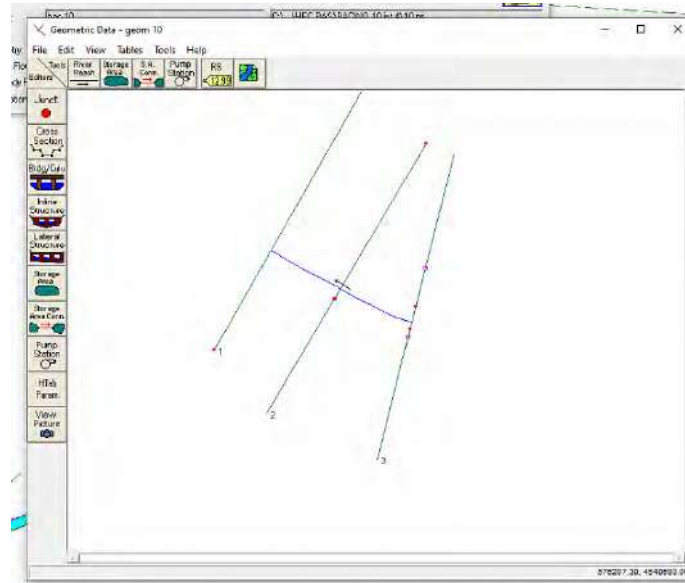 hec 10
Geometric Data - geom 10
File Edit View Tables Tools Help
Tools
Editors
River
Reach
Storage
Area
S.A.
Conn.
Pump
Station
RS
Junct.
Cross
Section
Brdg/Culv
Inline
Structure
Lateral
Structure
Storage
Area
Storage
Area Conn.
Pump
Station
HTab
Param.
View
Picture
1
2
3